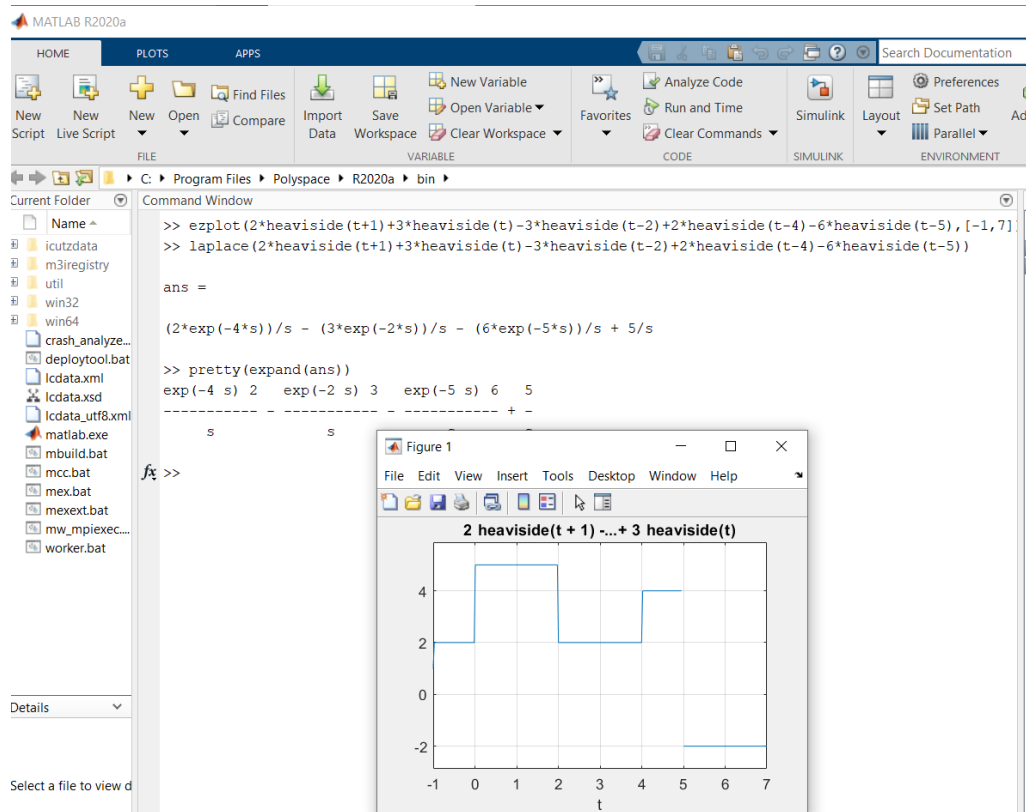 MATLAB R2020a
HOME PLOTS APPS Search Documentation
New Script New Live Script New Open Find Files Compare Import Data Save Workspace New Variable Open Variable Clear Workspace Favorites Analyze Code Run and Time Clear Commands Simulink Layout Preferences Set Path Parallel Ad
FILE VARIABLE CODE SIMULINK ENVIRONMENT
C: Program Files Polyspace R2020a bin
Current Folder
Name
icutzdata
m3iregistry
util
win32
win64
crash_analyze...
deploytool.bat
lcdata.xml
lcdata.xsd
lcdata_utf8.xml
matlab.exe
mbuild.bat
mcc.bat
mex.bat
mexext.bat
mw_mpiexec....
worker.bat
Details
Select a file to view d
Command Window
>> ezplot(2*heaviside(t+1)+3*heaviside(t)-3*heaviside(t-2)+2*heaviside(t-4)-6*heaviside(t-5),[-1,7]
>> laplace(2*heaviside(t+1)+3*heaviside(t)-3*heaviside(t-2)+2*heaviside(t-4)-6*heaviside(t-5))
ans =
(2*exp(-4*s))/s - (3*exp(-2*s))/s - (6*exp(-5*s))/s + 5/s
>> pretty(expand(ans))
exp(-4 s) 2   exp(-2 s) 3   exp(-5 s) 6   5
----------- - ----------- - ----------- + -
s s
fx >>
Figure 1
File Edit View Insert Tools Desktop Window Help
2 heaviside(t + 1) -...+ 3 heaviside(t)
4
2
0
-2
-1 0 1 2 3 4 5 6 7
t